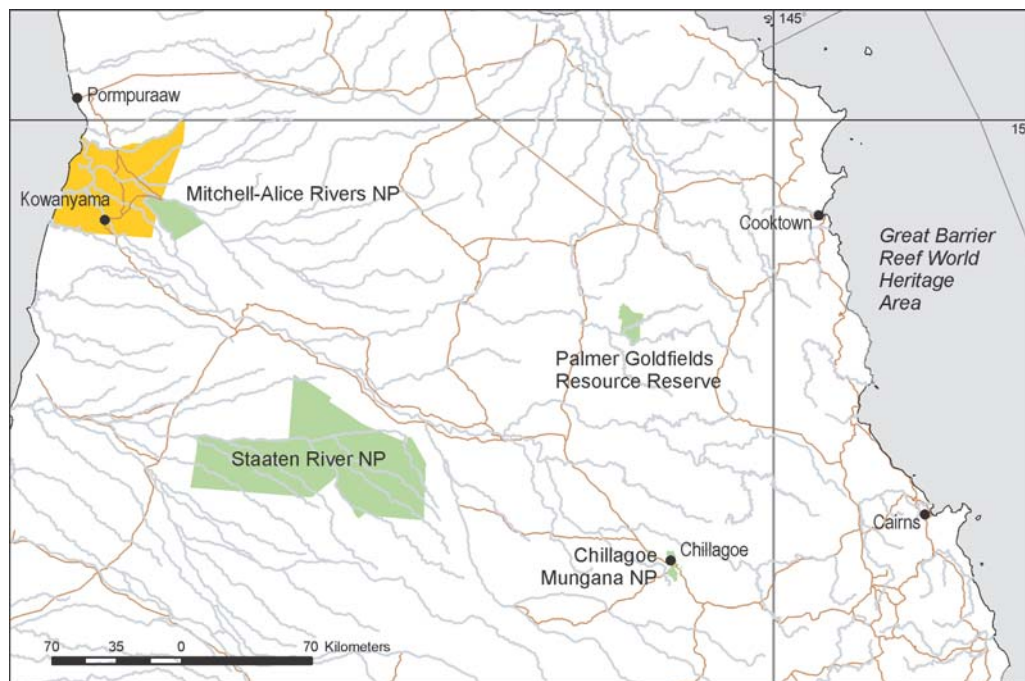 145°
Pormpuraaw
15
Mitchell-Alice Rivers NP
Kowanyama
Cooktown
Great Barrier
Reef World
Heritage
Area
Palmer Goldfields
Resource Reserve
Staaten River NP
Cairns
Chillagoe
Mungana NP
Chillagoe
70 35 0 70 Kilometers